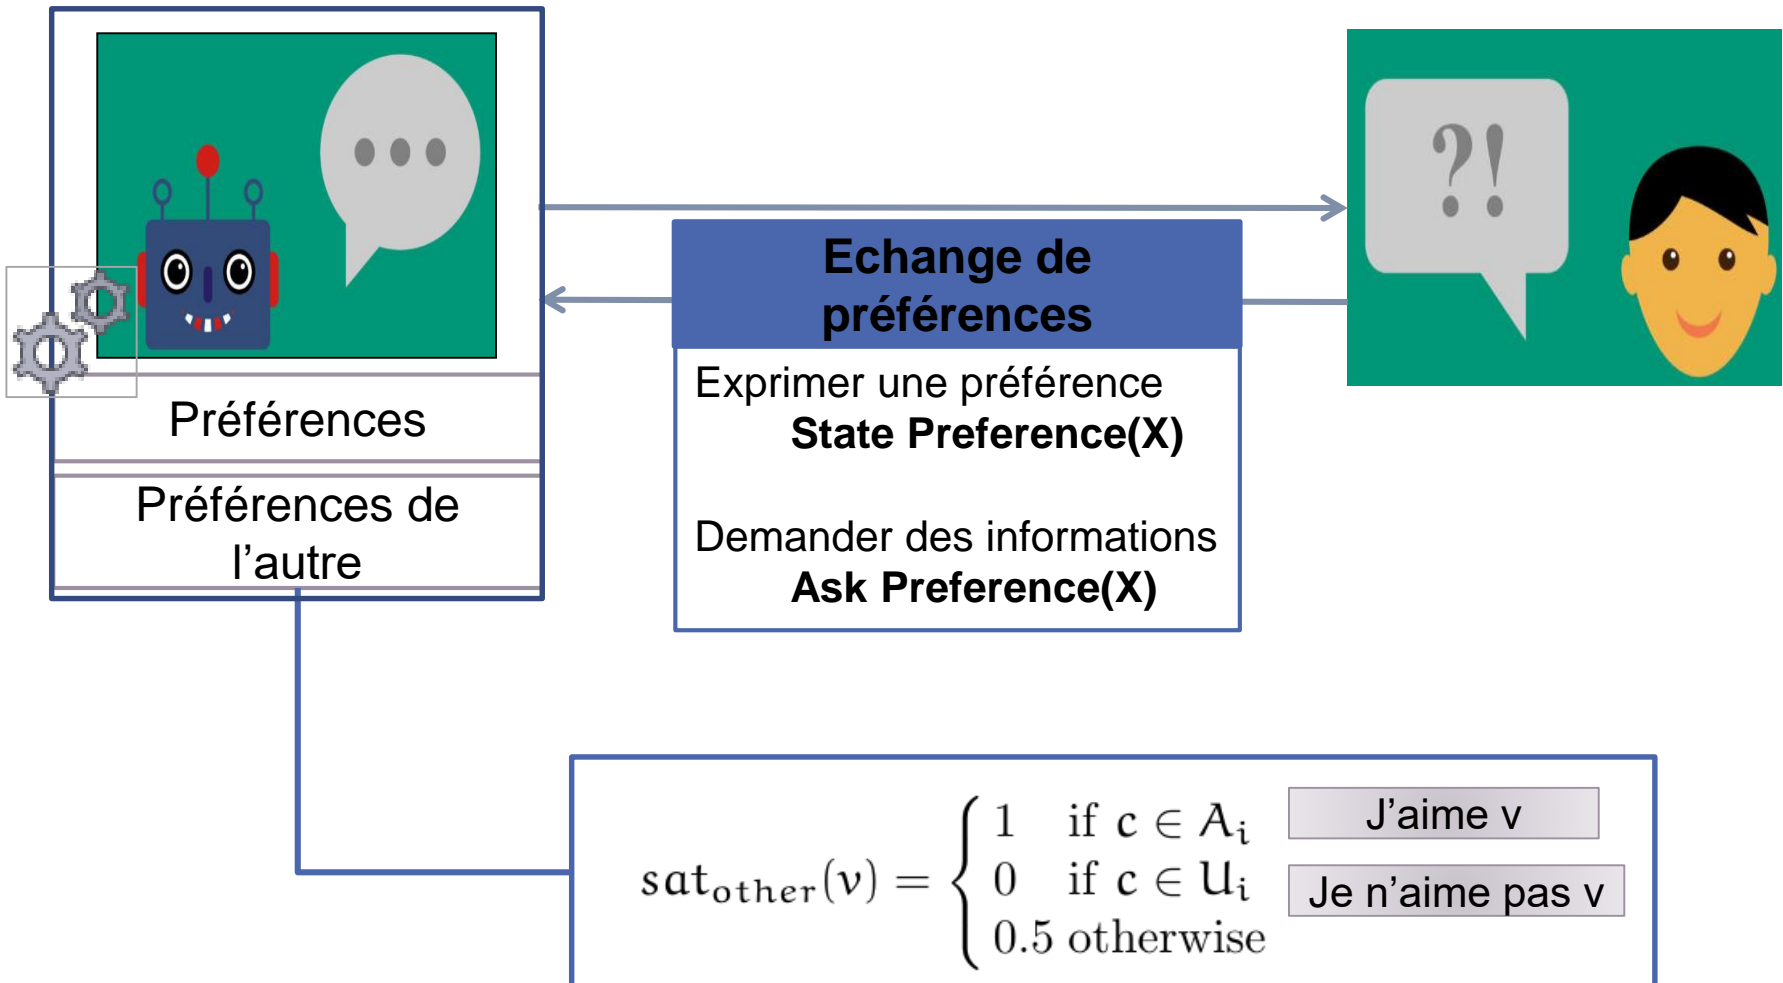 ?!
Echange de
préférences
Exprimer une préférence
State Preference(X)
Demander des informations
Ask Preference(X)
Préférences
Préférences de
l’autre
sat_other(v) = { 1 if c ∈ A_i
0 if c ∈ U_i
0.5 otherwise
J’aime v
Je n’aime pas v